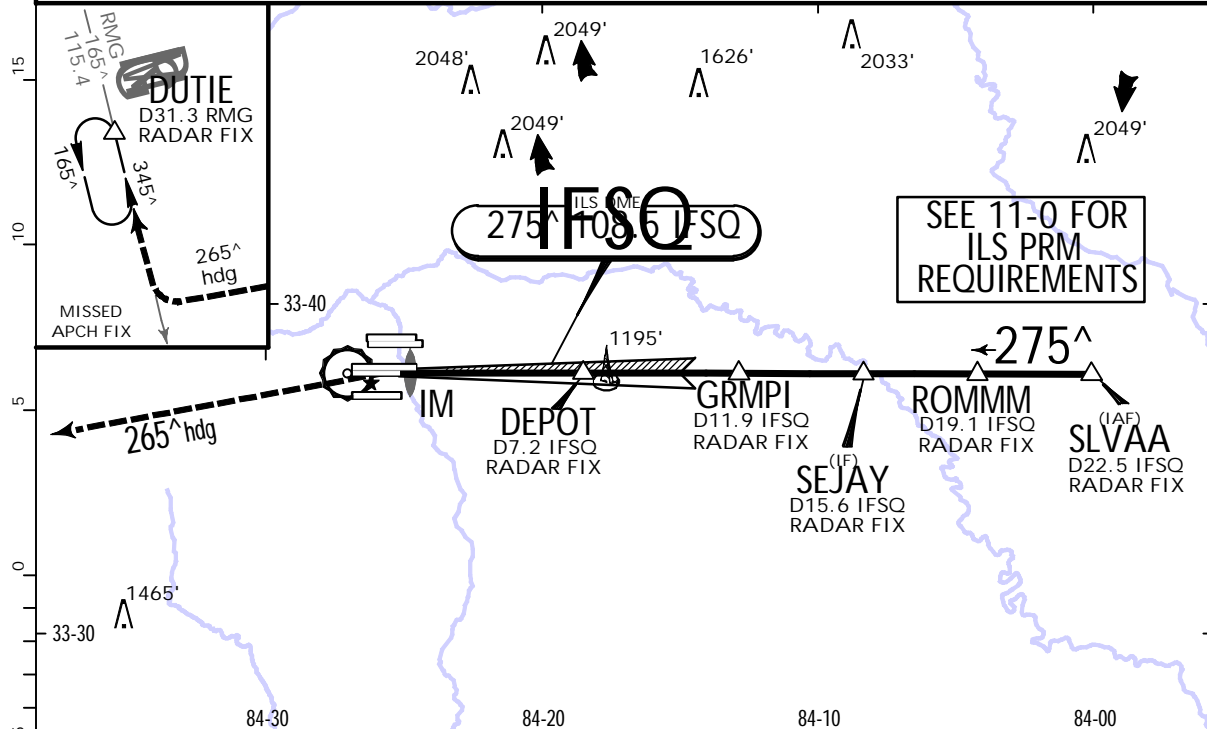 RMG
165^
115.4
DUTIE
D31.3 RMG
RADAR FIX
165^
345^
265^
hdg
MISSED
APCH FIX
15
10
5
0
2048'
2049'
1626'
2033'
2049'
2049'
ILS DME
275^ 108.5 IFSQ
IFSQ
SEE 11-0 FOR
ILS PRM
REQUIREMENTS
33-40
275^
1195'
IM
265^hdg
DEPOT
D7.2 IFSQ
RADAR FIX
GRMPI
D11.9 IFSQ
RADAR FIX
(IF)
SEJAY
D15.6 IFSQ
RADAR FIX
ROMMM
D19.1 IFSQ
RADAR FIX
(IAF)
SLVAA
D22.5 IFSQ
RADAR FIX
1465'
33-30
84-30
84-20
84-10
84-00